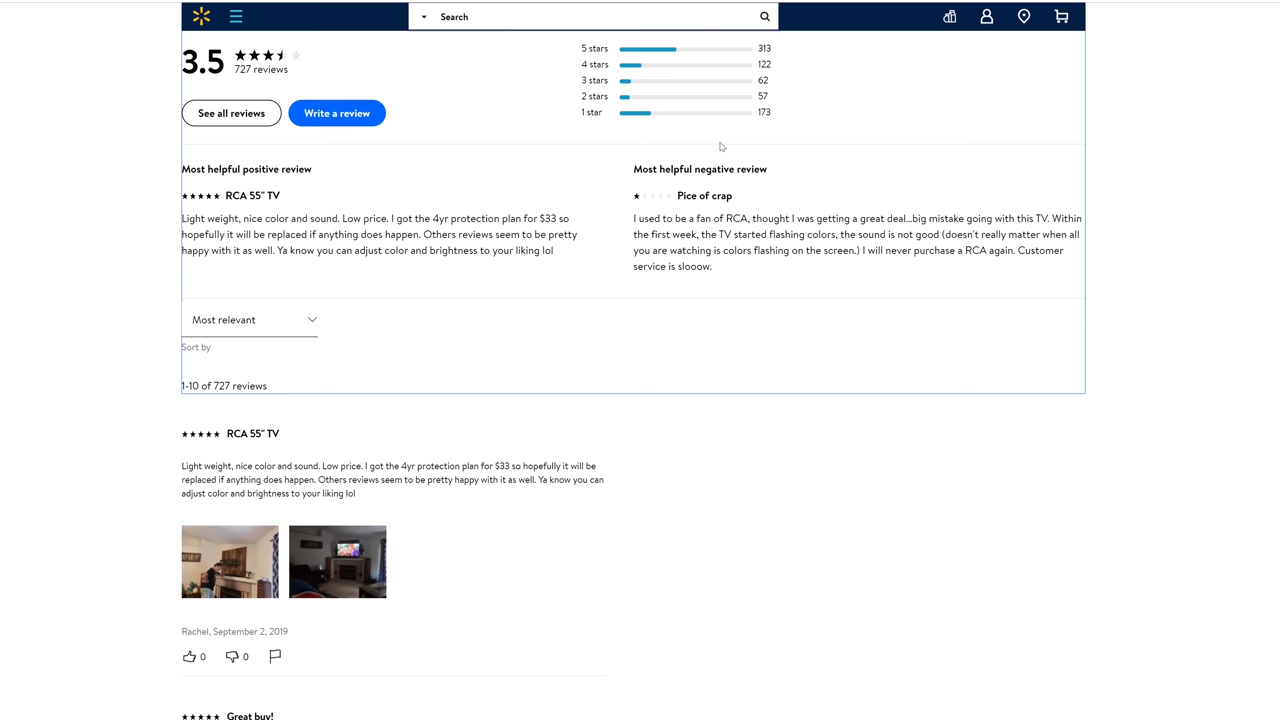 Search
3.5
727 reviews
See all reviews
Write a review
5 stars 313
4 stars 122
3 stars 62
2 stars 57
1 star 173
Most helpful positive review
RCA 55" TV
Light weight, nice color and sound. Low price. I got the 4yr protection plan for $33 so
hopefully it will be replaced if anything does happen. Others reviews seem to be pretty
happy with it as well. Ya know you can adjust color and brightness to your liking lol
Most helpful negative review
Pice of crap
I used to be a fan of RCA, thought I was getting a great deal...big mistake going with this TV. Within
the first week, the TV started flashing colors, the sound is not good (doesn't really matter when all
you are watching is colors flashing on the screen.) I will never purchase a RCA again. Customer
service is slooow.
Most relevant
Sort by
1-10 of 727 reviews
RCA 55" TV
Light weight, nice color and sound. Low price. I got the 4yr protection plan for $33 so hopefully it will be
replaced if anything does happen. Others reviews seem to be pretty happy with it as well. Ya know you can
adjust color and brightness to your liking lol
Rachel, September 2, 2019
0 0
Great buy!